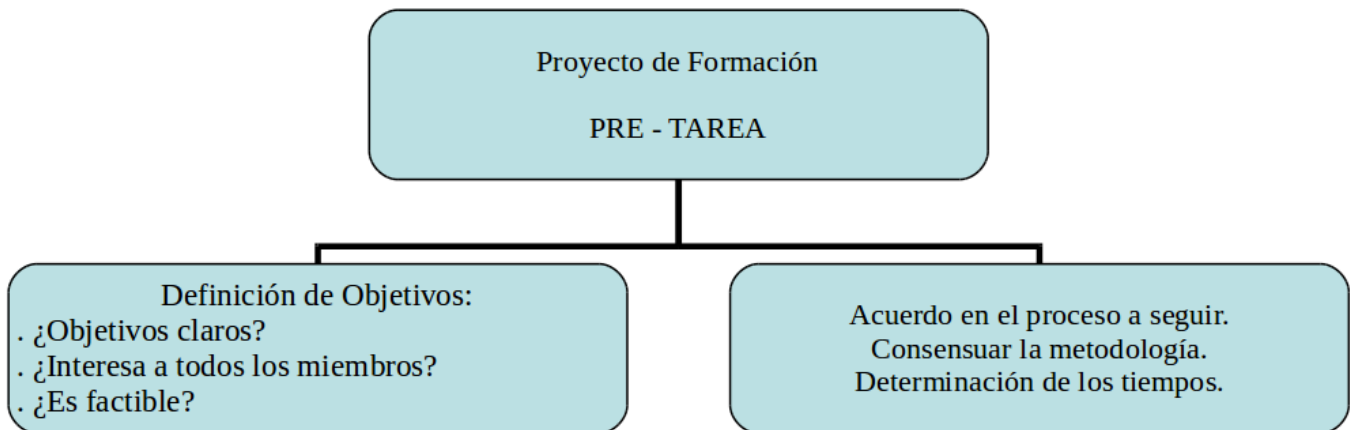 Proyecto de Formación
PRE - TAREA
Definición de Objetivos:
. ¿Objetivos claros?
. ¿Interesa a todos los miembros?
. ¿Es factible?
Acuerdo en el proceso a seguir.
Consensuar la metodología.
Determinación de los tiempos.